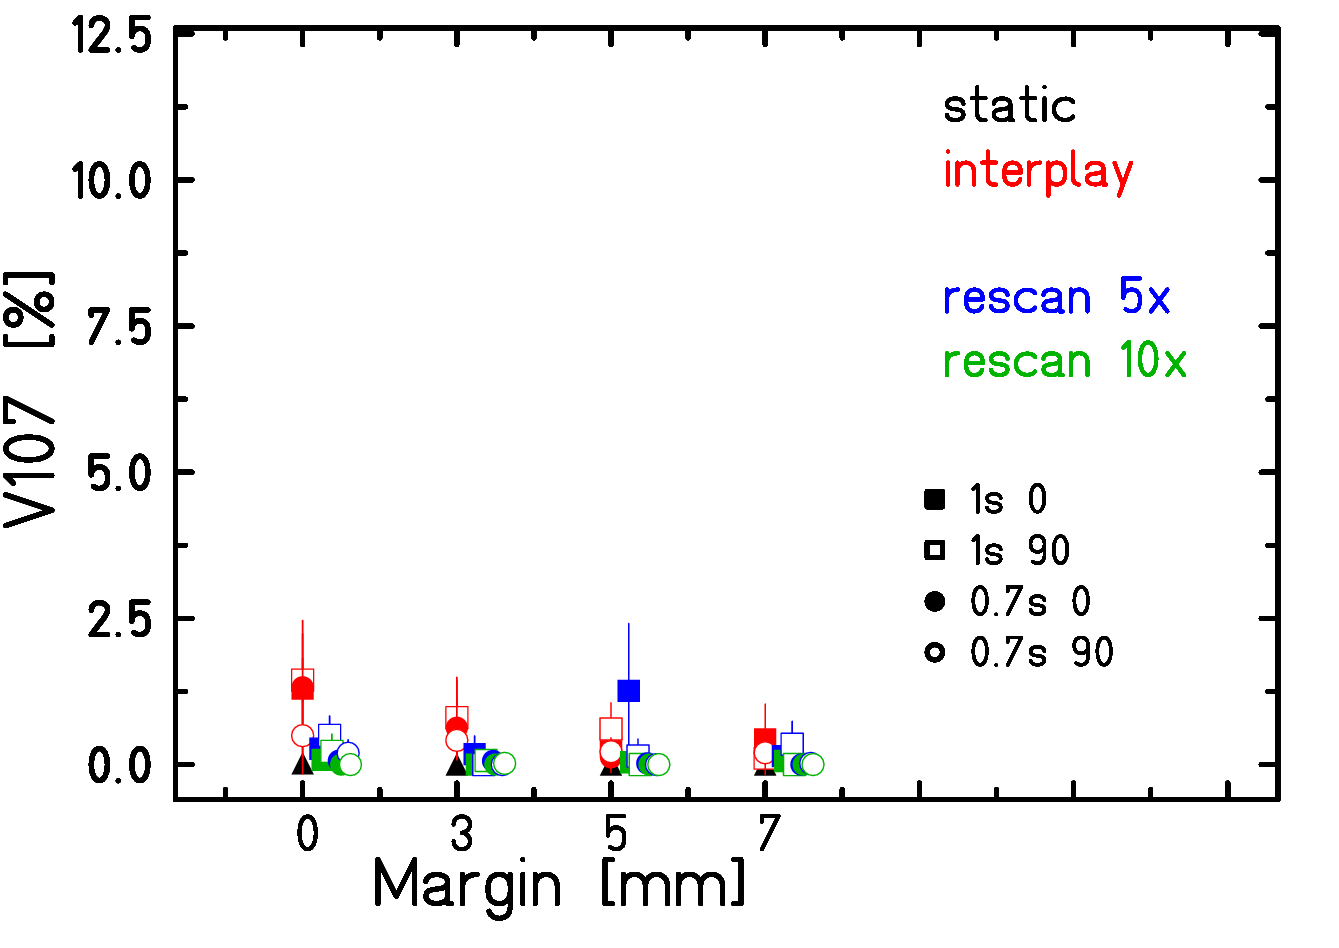 12.5
10.0
7.5
5.0
2.5
0.0
V107 [%]
0 3 5 7
Margin [mm]
static
interplay
rescan 5x
rescan 10x
1s 0
1s 90
0.7s 0
0.7s 90